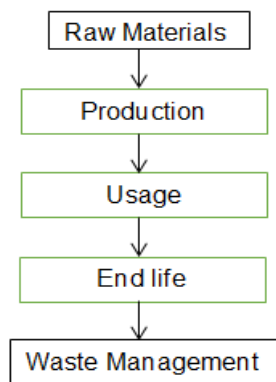 Raw Materials
Production
Usage
End life
Waste Management